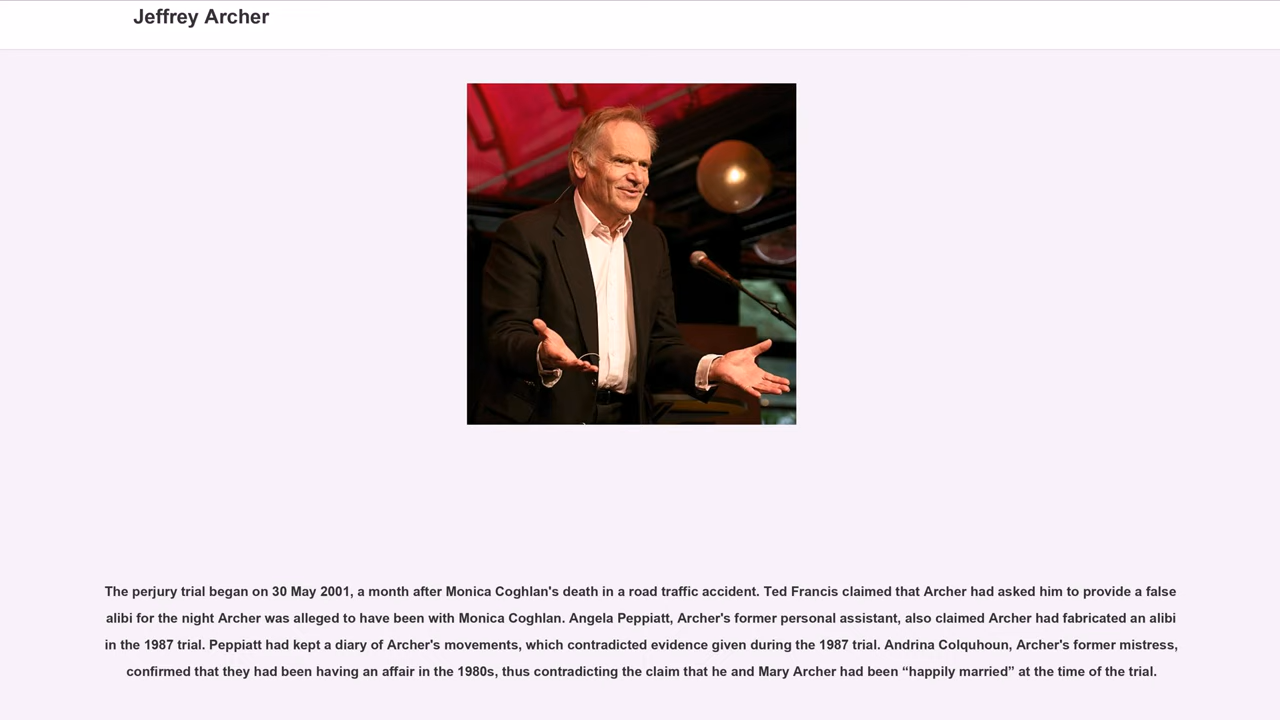 Jeffrey Archer
The perjury trial began on 30 May 2001, a month after Monica Coghlan's death in a road traffic accident. Ted Francis claimed that Archer had asked him to provide a false
alibi for the night Archer was alleged to have been with Monica Coghlan. Angela Peppiatt, Archer's former personal assistant, also claimed Archer had fabricated an alibi
in the 1987 trial. Peppiatt had kept a diary of Archer's movements, which contradicted evidence given during the 1987 trial. Andrina Colquhoun, Archer's former mistress,
confirmed that they had been having an affair in the 1980s, thus contradicting the claim that he and Mary Archer had been “happily married” at the time of the trial.